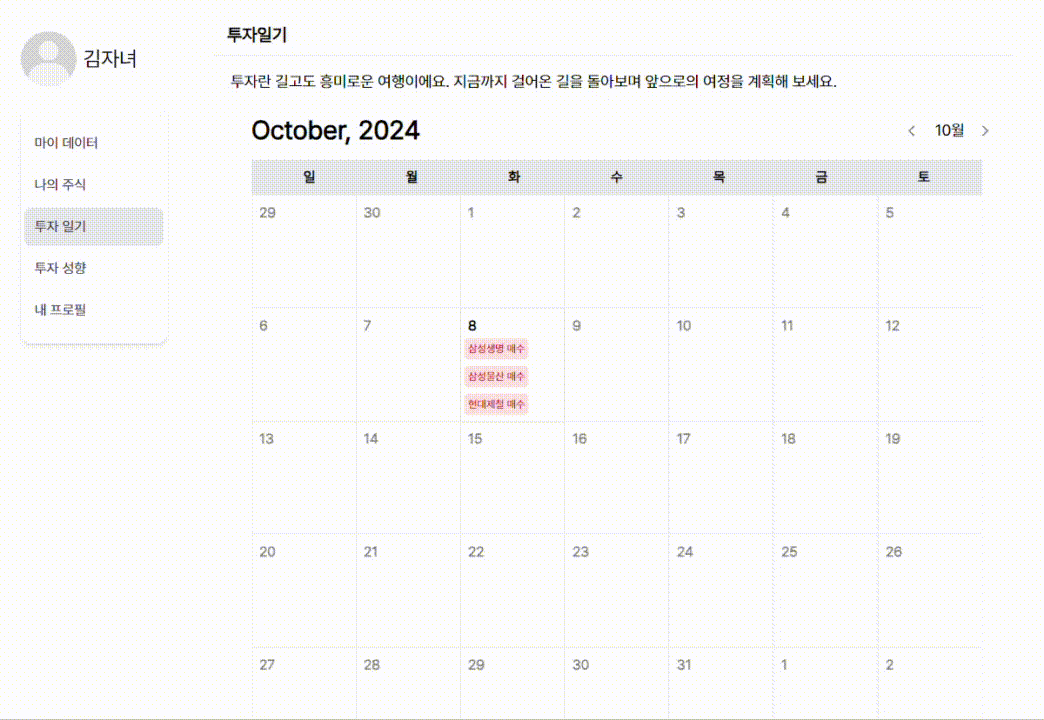 김자녀
마이 데이터
나의 주식
투자 일기
투자 성향
내 프로필
투자일기
투자란 길고도 흥미로운 여행이에요. 지금까지 걸어온 길을 돌아보며 앞으로의 여정을 계획해 보세요.
October, 2024
< 10월 >
일 월 화 수 목 금 토
29 30 1 2 3 4 5
6 7 8 9 10 11 12
삼성생명 매수
삼성물산 매수
현대제철 매수
13 14 15 16 17 18 19
20 21 22 23 24 25 26
27 28 29 30 31 1 2